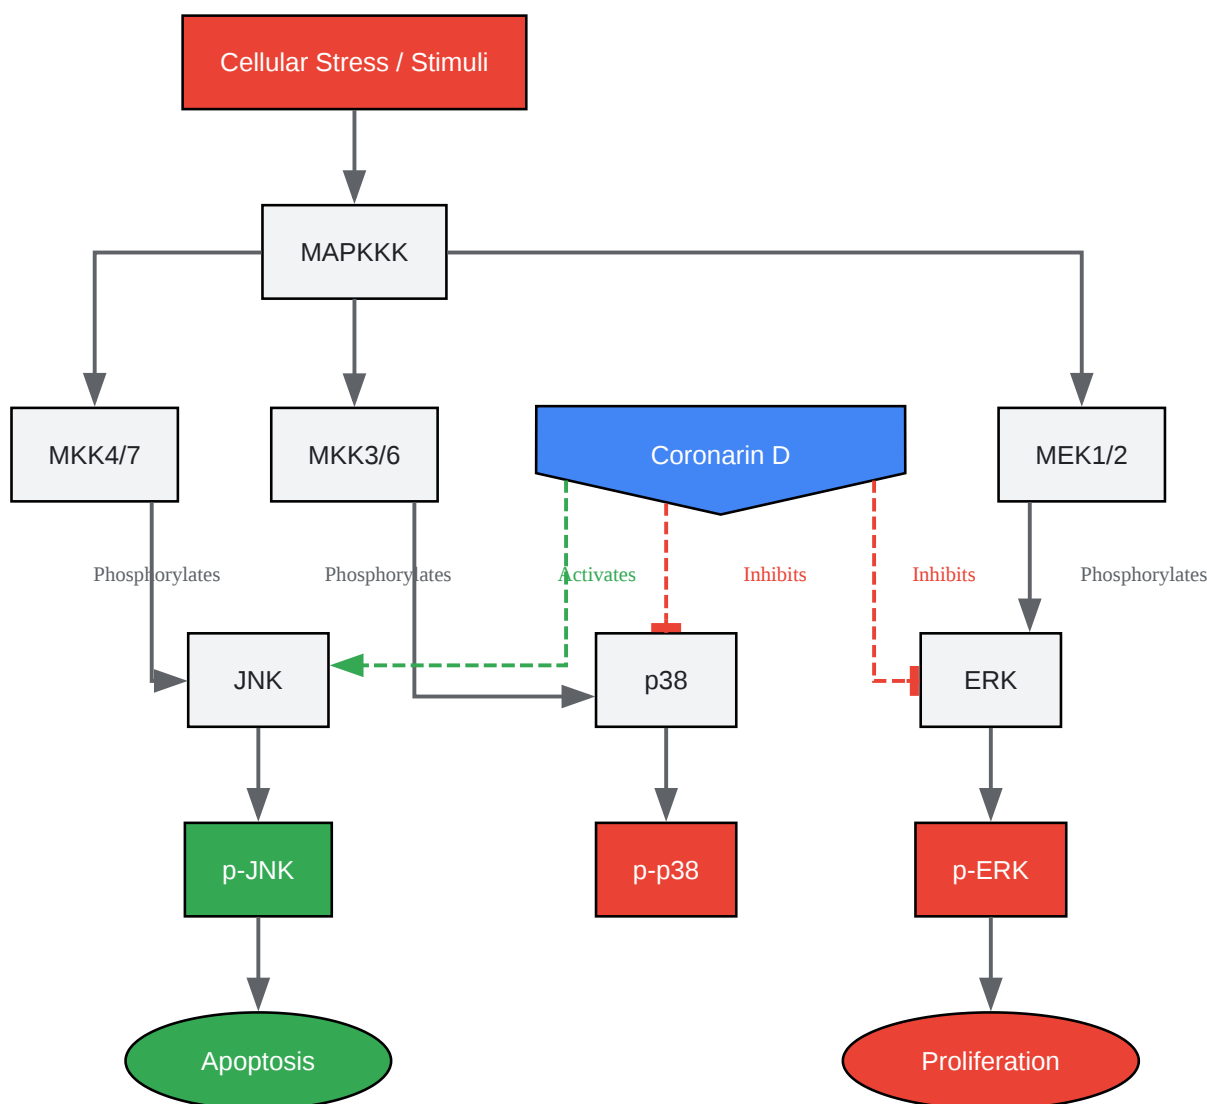 Cellular Stress / Stimuli
MAPKKK
MKK4/7
MKK3/6
Coronarin D
MEK1/2
Phosphorylates
Phosphorylates
Activates
Inhibits
Inhibits
Phosphorylates
JNK
p38
ERK
p-JNK
p-p38
p-ERK
Apoptosis
Proliferation